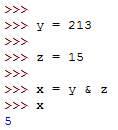 >>>
>>> y = 213
>>>
>>> z = 15
>>>
>>> x = y & z
>>> x
5